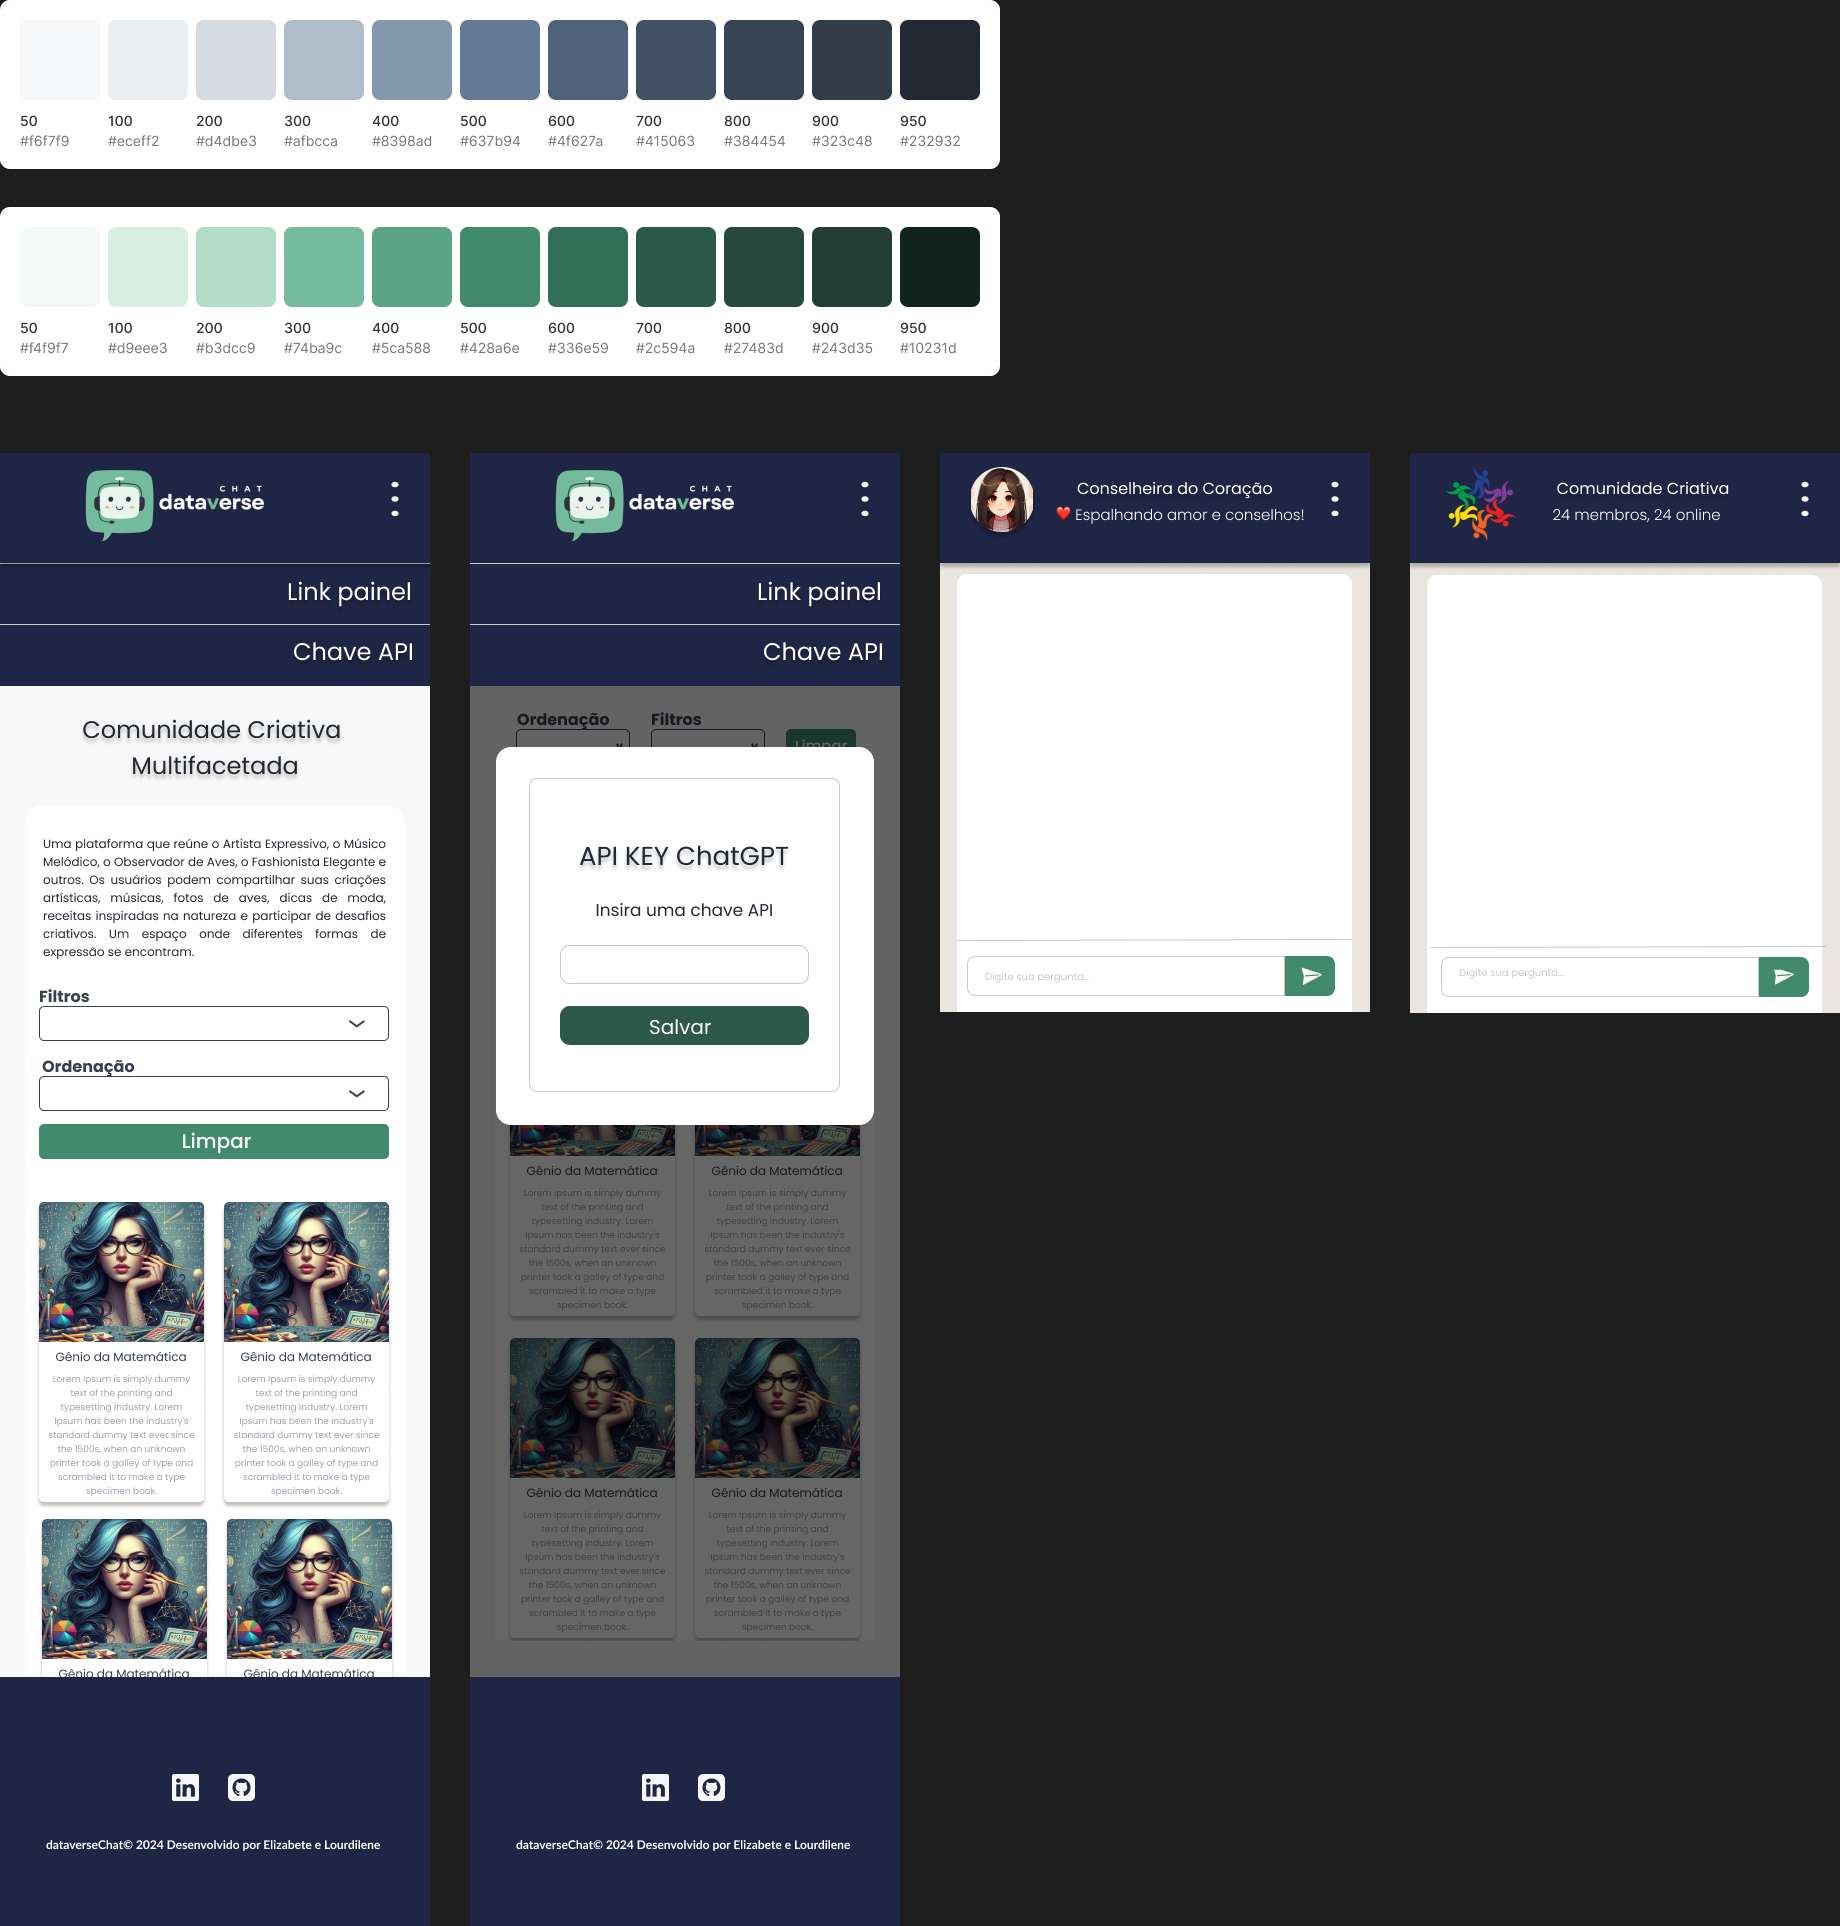 50 100 200 300 400 500 600 700 800 900 950
#f6f7f9 #eceff2 #d4dbe3 #afbcca #8398ad #637b94 #4f627a #415063 #384454 #323c48 #232932
50 100 200 300 400 500 600 700 800 900 950
#f4f9f7 #d9eee3 #b3dcc9 #74ba9c #5ca588 #428a6e #336e59 #2c594a #27483d #243d35 #10231d
CHAT
dataverse
Link painel
Chave API
Comunidade Criativa
Multifacetada
Uma plataforma que reúne o Artista Expressivo, o Músico
Melódico, o Observador de Aves, o Fashionista Elegante e
outros. Os usuários podem compartilhar suas criações
artísticas, músicas, fotos de aves, dicas de moda,
receitas inspiradas na natureza e participar de desafios
criativos. Um espaço onde diferentes formas de
expressão se encontram.
Filtros
Ordenação
Limpar
Gênio da Matemática
Lorem Ipsum is simply dummy
text of the printing and
typesetting industry. Lorem
Ipsum has been the industry's
standard dummy text ever since
the 1500s, when an unknown
printer took a galley of type and
scrambled it to make a type
specimen book.
Gênio da Matemática
Lorem Ipsum is simply dummy
text of the printing and
typesetting industry. Lorem
Ipsum has been the industry's
standard dummy text ever since
the 1500s, when an unknown
printer took a galley of type and
scrambled it to make a type
specimen book.
Gênio da Matemática
Gênio da Matemática
in
dataverseChat© 2024 Desenvolvido por Elizabete e Lourdilene
CHAT
dataverse
Link painel
Chave API
Ordenação
Filtros
Limpar
API KEY ChatGPT
Insira uma chave API
Salvar
Gênio da Matemática
Lorem Ipsum is simply dummy
text of the printing and
typesetting industry. Lorem
Ipsum has been the industry's
standard dummy text ever since
the 1500s, when an unknown
printer took a galley of type and
scrambled it to make a type
specimen book.
Gênio da Matemática
Lorem Ipsum is simply dummy
text of the printing and
typesetting industry. Lorem
Ipsum has been the industry's
standard dummy text ever since
the 1500s, when an unknown
printer took a galley of type and
scrambled it to make a type
specimen book.
Gênio da Matemática
Lorem Ipsum is simply dummy
text of the printing and
typesetting industry. Lorem
Ipsum has been the industry's
standard dummy text ever since
the 1500s, when an unknown
printer took a galley of type and
scrambled it to make a type
specimen book.
Gênio da Matemática
Lorem Ipsum is simply dummy
text of the printing and
typesetting industry. Lorem
Ipsum has been the industry's
standard dummy text ever since
the 1500s, when an unknown
printer took a galley of type and
scrambled it to make a type
specimen book.
in
dataverseChat© 2024 Desenvolvido por Elizabete e Lourdilene
Conselheira do Coração
❤️ Espalhando amor e conselhos!
Digite sua pergunta...
Comunidade Criativa
24 membros, 24 online
Digite sua pergunta...